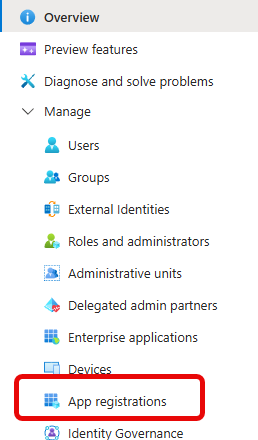 Overview
Preview features
Diagnose and solve problems
Manage
Users
Groups
External Identities
Roles and administrators
Administrative units
Delegated admin partners
Enterprise applications
Devices
App registrations
Identity Governance